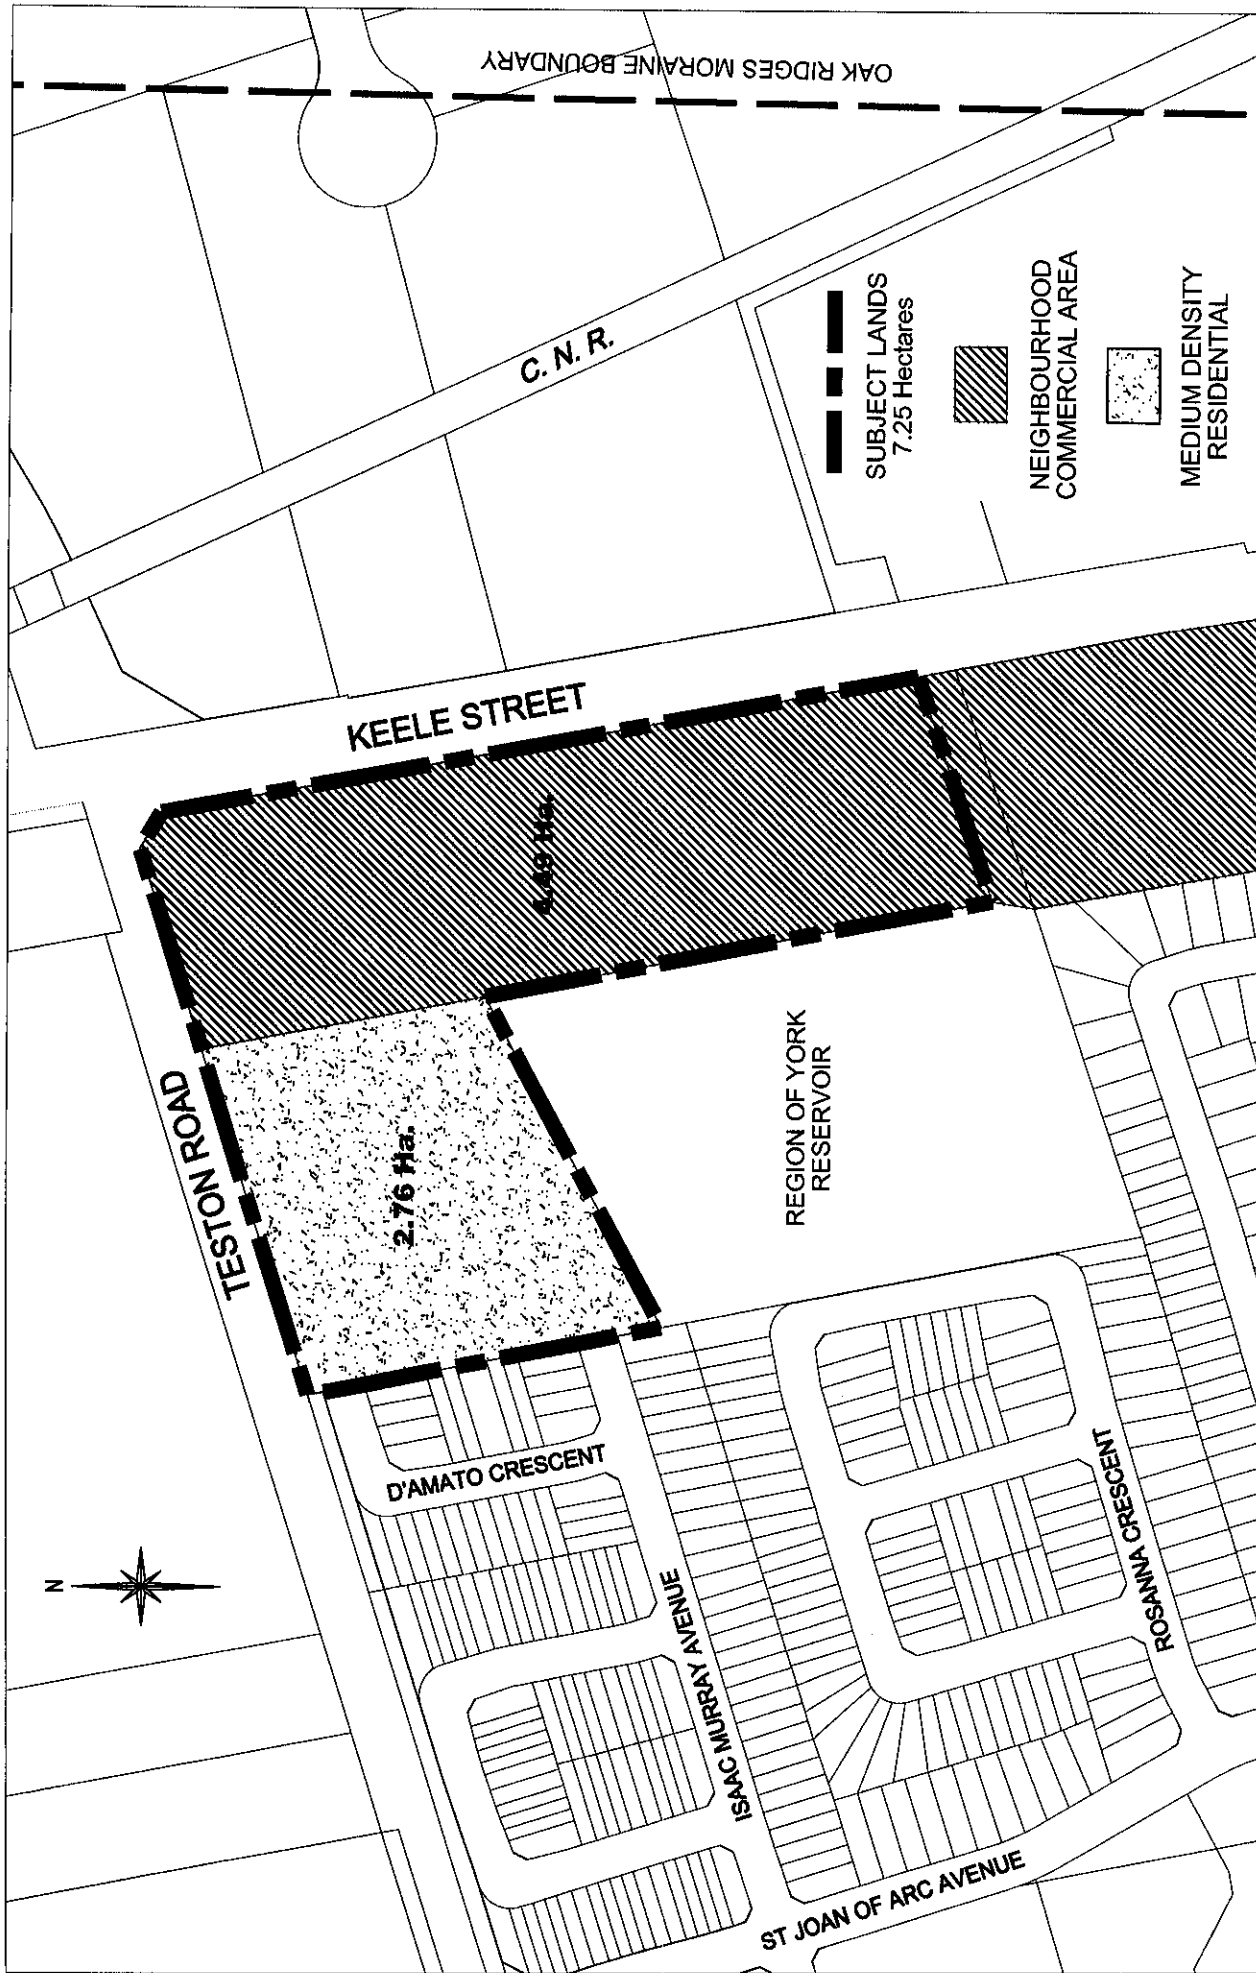 N
OAK RIDGES MORAINE BOUNDARY
C. N. R.
TESTON ROAD
KEELE STREET
2.76 Ha.
4.49 Ha.
D'AMATO CRESCENT
ISAAC MURRAY AVENUE
ROSANNA CRESCENT
ST JOAN OF ARC AVENUE
REGION OF YORK
RESERVOIR
SUBJECT LANDS
7.25 Hectares
NEIGHBOURHOOD
COMMERCIAL AREA
MEDIUM DENSITY
RESIDENTIAL